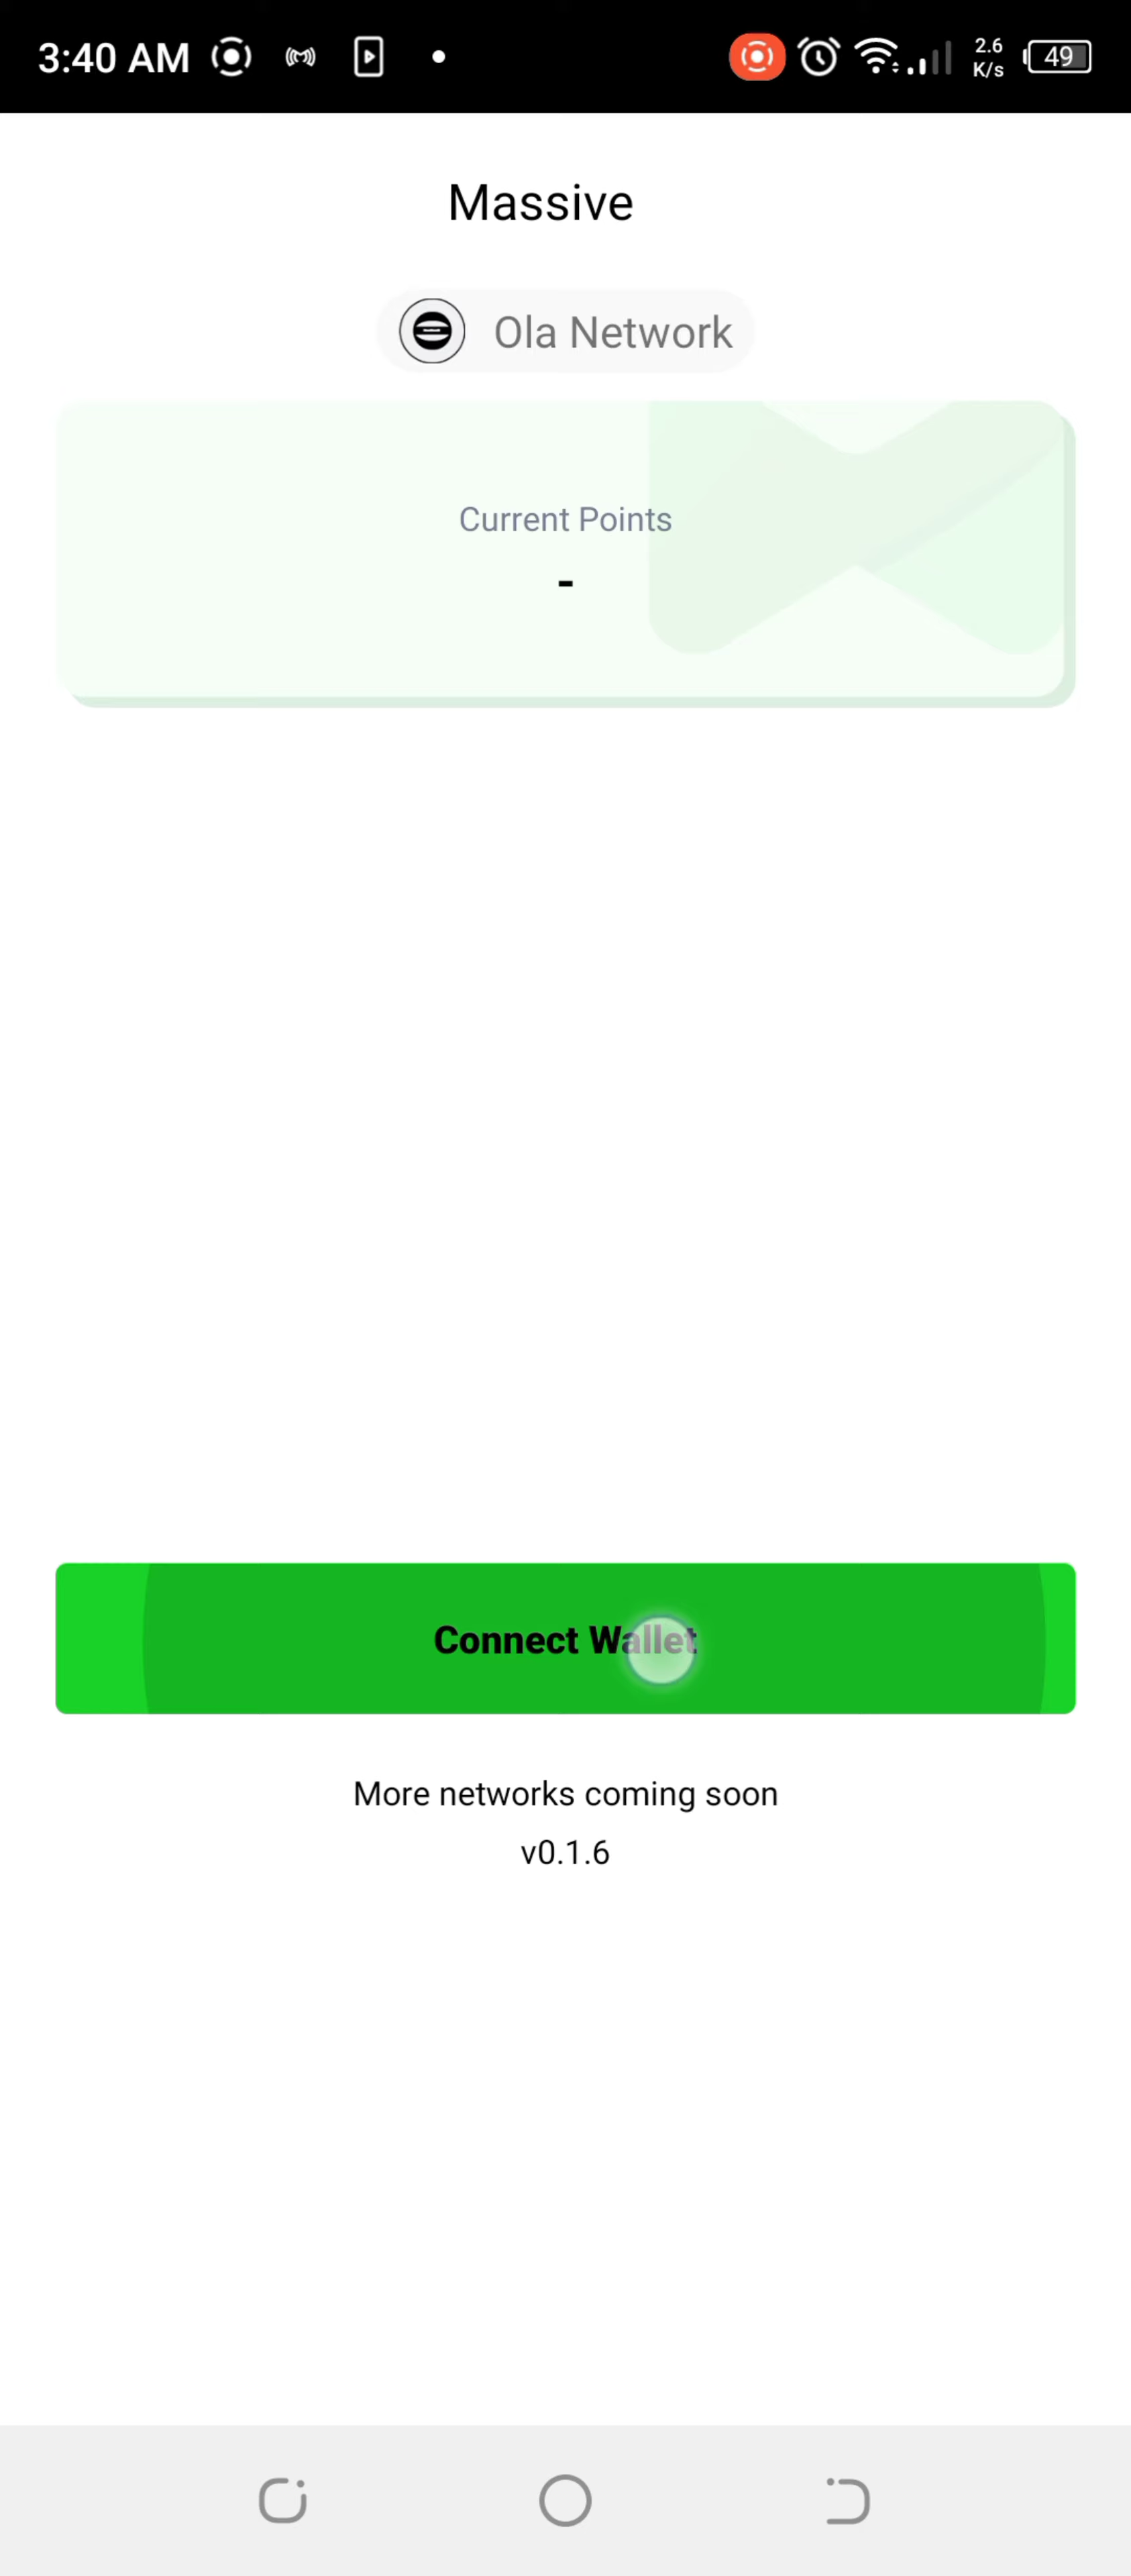 3:40 AM
2.6
K/s
49
Massive
Ola Network
Current Points
-
Connect Wallet
More networks coming soon
v0.1.6